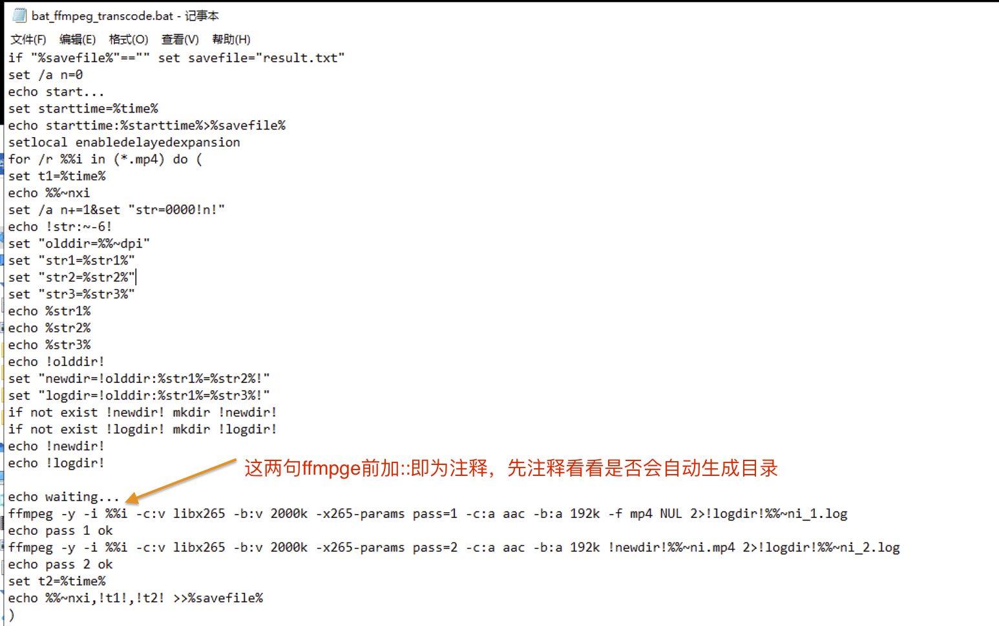 bat_ffmpeg_transcode.bat - 记事本
文件(F) 编辑(E) 格式(O) 查看(V) 帮助(H)
if "%savefile%"=="" set savefile="result.txt"
set /a n=0
echo start...
set starttime=%time%
echo starttime:%starttime%>%savefile%
setlocal enabledelayedexpansion
for /r %%i in (*.mp4) do (
set t1=%time%
echo %%~nxi
set /a n+=1&set "str=0000!n!"
echo !str:~-6!
set "olddir=%%~dpi"
set "str1=%str1%"
set "str2=%str2%"
set "str3=%str3%"
echo %str1%
echo %str2%
echo %str3%
echo !olddir!
set "newdir=!olddir:%str1%=%str2%!"
set "logdir=!olddir:%str1%=%str3%!"
if not exist !newdir! mkdir !newdir!
if not exist !logdir! mkdir !logdir!
echo !newdir!
echo !logdir!
这两句ffmpge前加::即为注释，先注释看看是否会自动生成目录
echo waiting...
ffmpeg -y -i %%i -c:v libx265 -b:v 2000k -x265-params pass=1 -c:a aac -b:a 192k -f mp4 NUL 2>!logdir!%%~ni_1.log
echo pass 1 ok
ffmpeg -y -i %%i -c:v libx265 -b:v 2000k -x265-params pass=2 -c:a aac -b:a 192k !newdir!%%~ni.mp4 2>!logdir!%%~ni_2.log
echo pass 2 ok
set t2=%time%
echo %%~nxi,!t1!,!t2! >>%savefile%
)